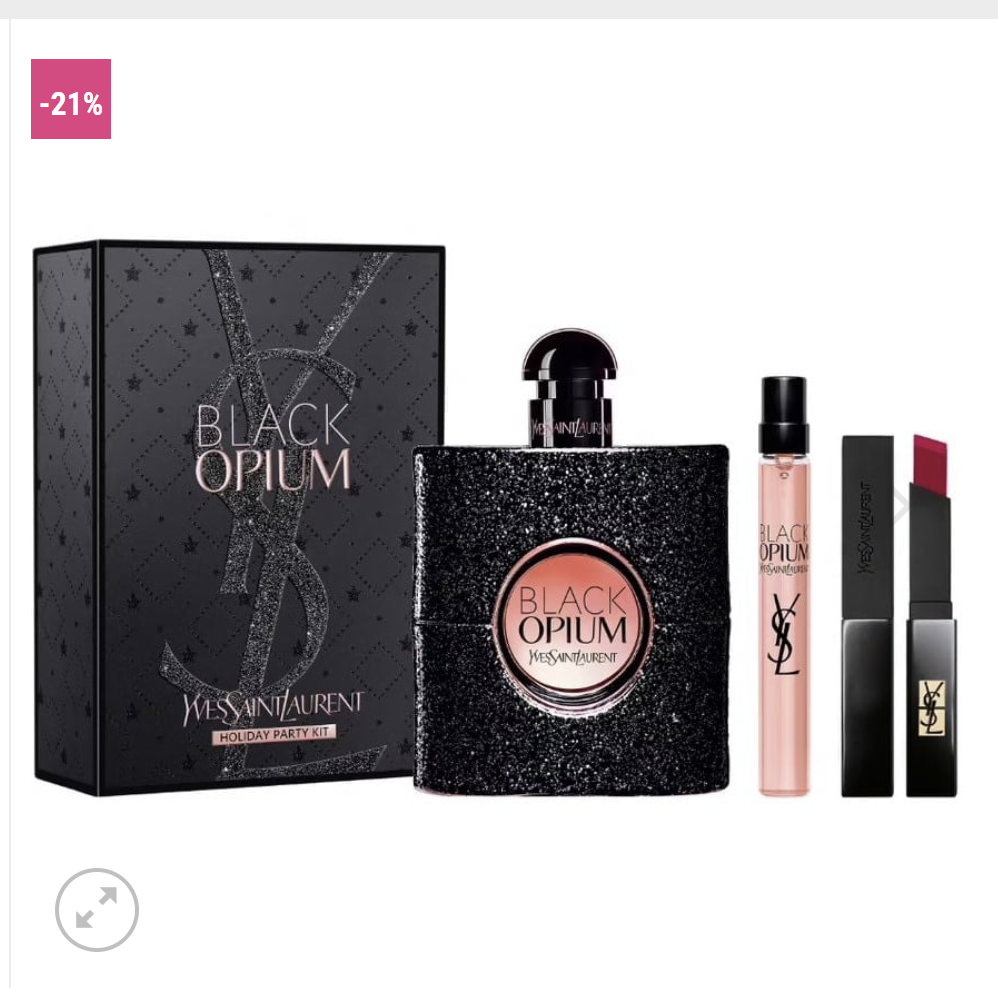 -21%
BLACK
OPIUM
YVESSAINTLAURENT
HOLIDAY PARTY KIT
YVESSAINTLAURENT
BLACK
OPIUM
YVESSAINTLAURENT
BLACK
OPIUM
YVESSAINTLAURENT
YSL
YVESSAINTLAURENT
YSL